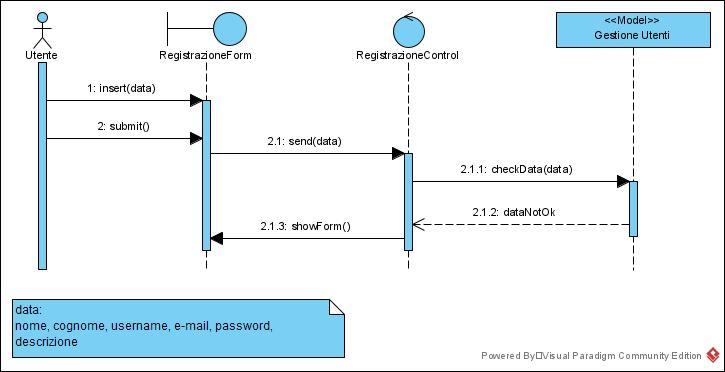 Utente
RegistrazioneForm
RegistrazioneControl
<<Model>>
Gestione Utenti
1: insert(data)
2: submit()
2.1: send(data)
2.1.1: checkData(data)
2.1.2: dataNotOk
2.1.3: showForm()
data:
nome, cognome, username, e-mail, password,
descrizione
Powered By□Visual Paradigm Community Edition